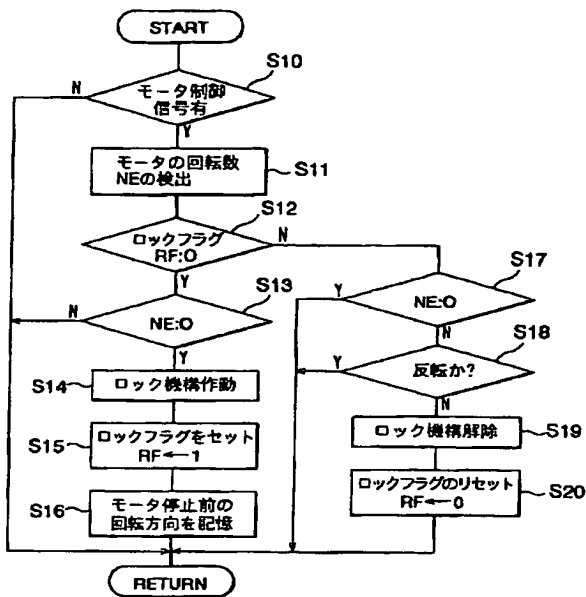 START
S10
N
モータ制御
信号有
Y
モータの回転数
NEの検出
S11
S12
ロックフラグ
RF:0
N
Y
S13
S17
N
NE:0
Y
Y
NE:0
N
S18
S14
ロック機構作動
Y
反転か?
N
S15
ロックフラグをセット
RF←1
ロック機構解除
S19
S16
モータ停止前の
回転方向を記憶
ロックフラグのリセット
RF←0
S20
RETURN